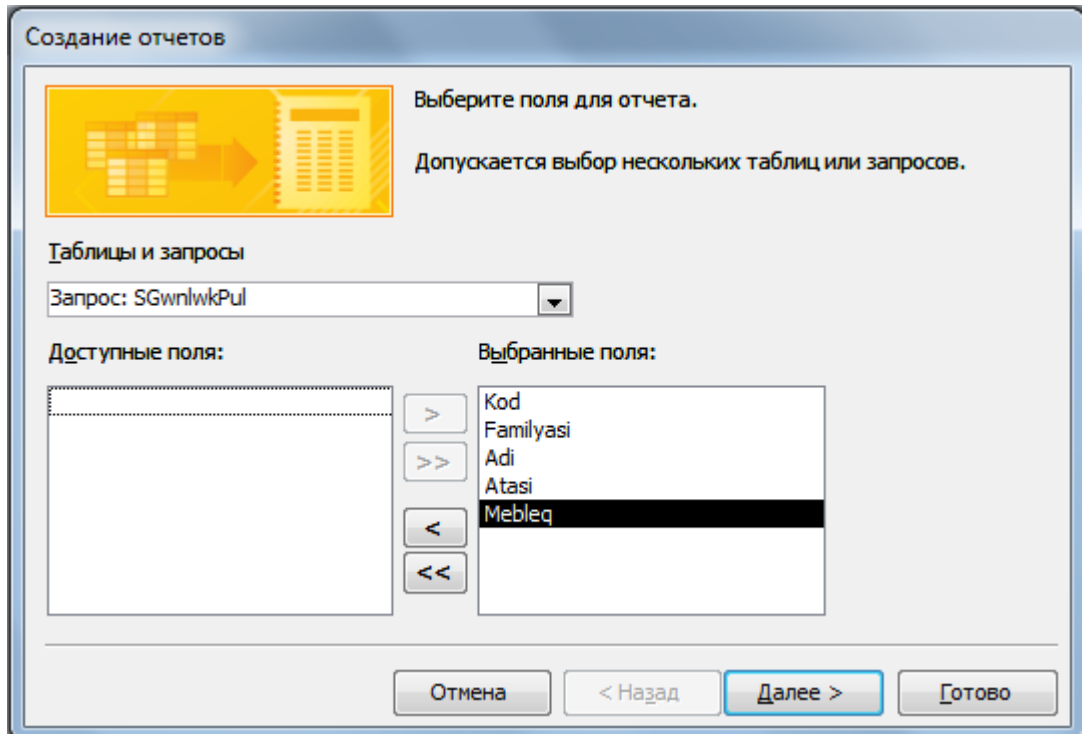 Создание отчетов
Выберите поля для отчета.
Допускается выбор нескольких таблиц или запросов.
Таблицы и запросы
Запрос: SGwnlwkPul
Доступные поля:
Выбранные поля:
>
>>
<
<<
Kod
Familyasi
Adi
Atasi
Mebleq
Отмена
< Назад
Далее >
Готово